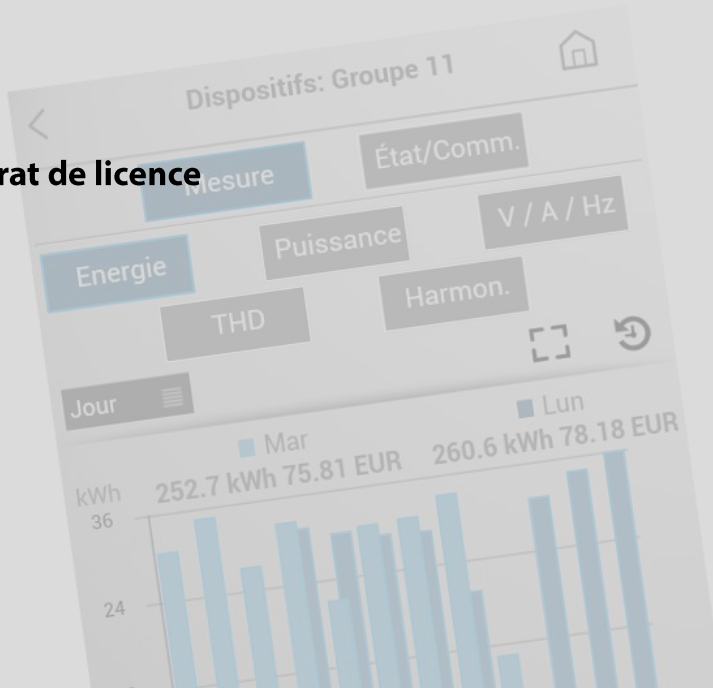 Dispositifs: Groupe 11
rat de licence
Mesure
État/Comm.
Energie
Puissance
V / A / Hz
THD
Harmon.
Jour
Mar
Lun
kWh
252.7 kWh 75.81 EUR
260.6 kWh 78.18 EUR
36
24